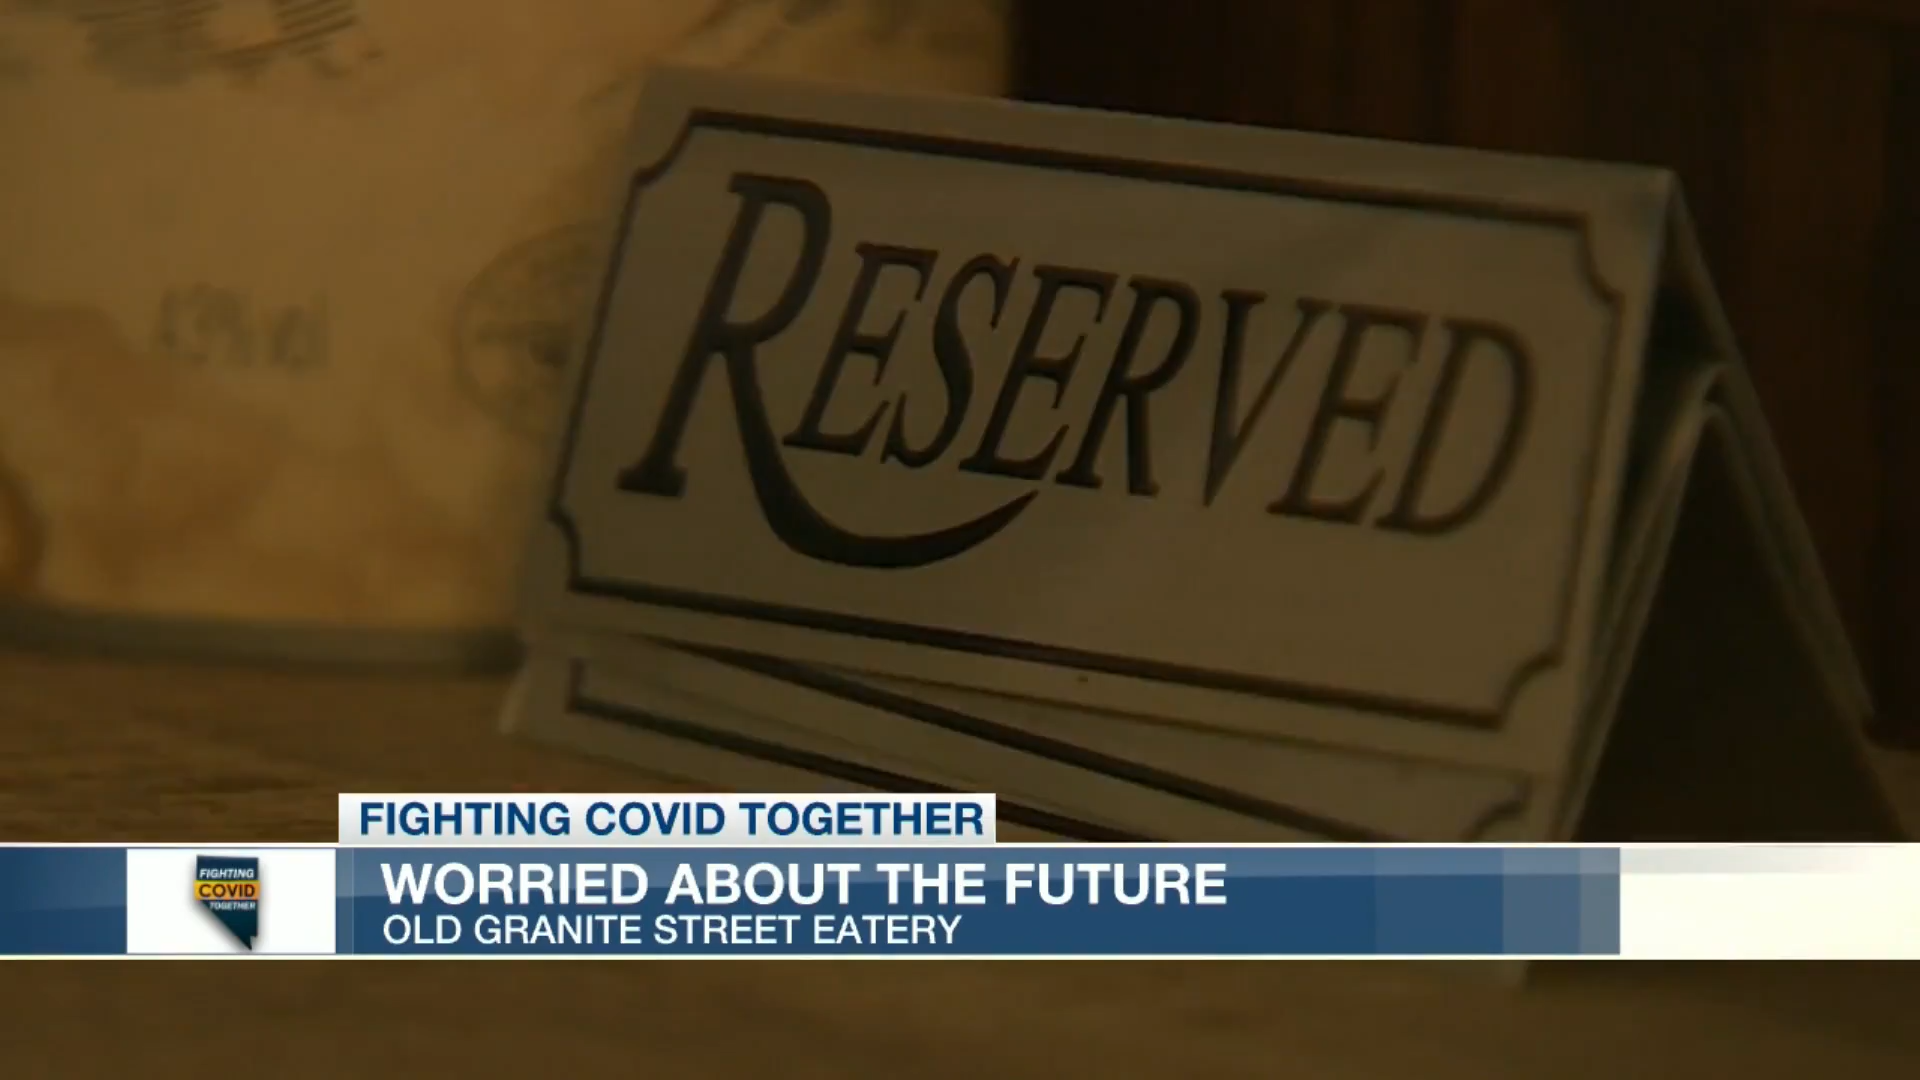 RESERVED
FIGHTING COVID TOGETHER
FIGHTING
COVID
TOGETHER
WORRIED ABOUT THE FUTURE
OLD GRANITE STREET EATERY